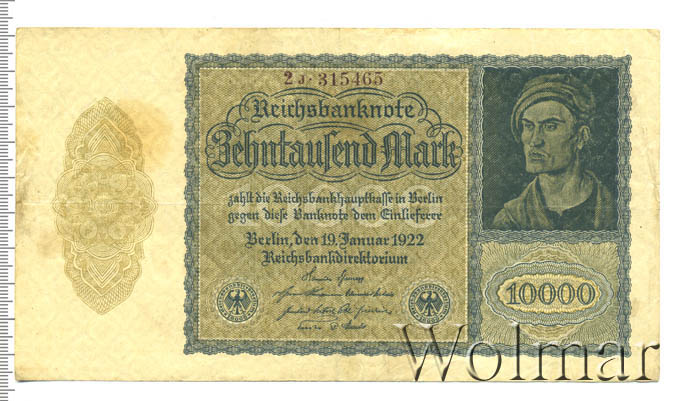 2 J · 315465
Reichsbanknote
Zehntausend Mark
zahlt die Reichsbankhauptkasse in Berlin
gegen diese Banknote dem Einlieferer
Berlin, den 19. Januar 1922
Reichsbankdirektorium
10000
Wolmar